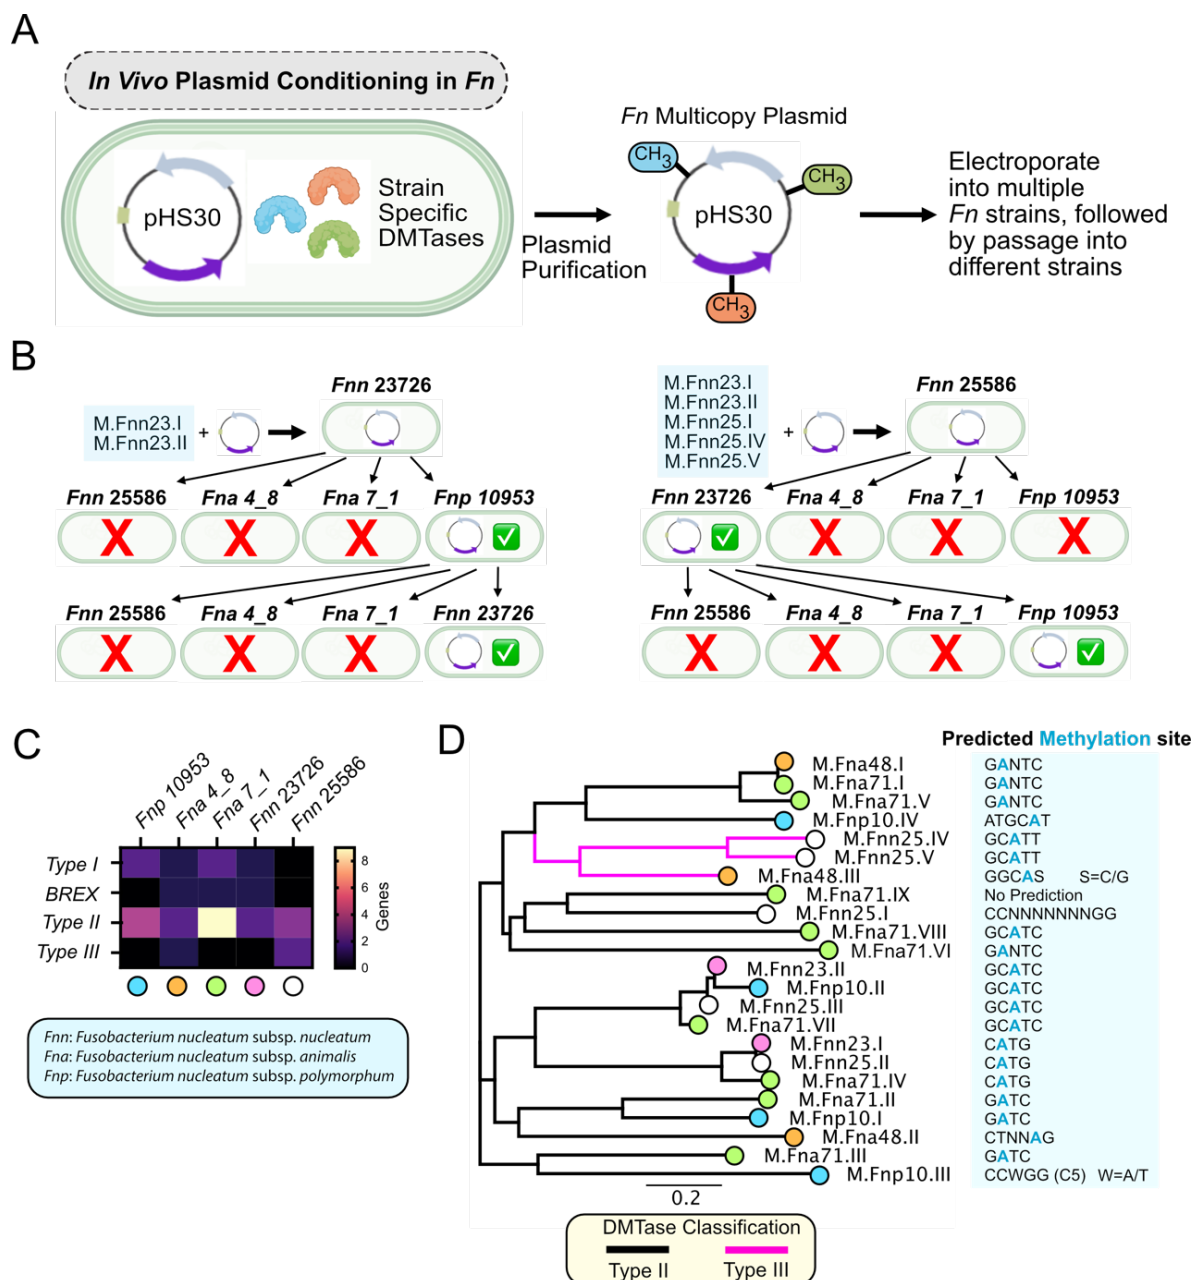 A
In Vivo Plasmid Conditioning in Fn
pHS30
Strain
Specific
DMTases
Plasmid
Purification
Fn Multicopy Plasmid
CH3
CH3
pHS30
CH3
Electroporate
into multiple
Fn strains, followed
by passage into
different strains
B
Fnn 23726
M.Fnn23.I
M.Fnn23.II
+
Fnn 25586 Fna 4_8 Fna 7_1 Fnp 10953
X X X
Fnn 25586 Fna 4_8 Fna 7_1 Fnn 23726
X X X
Fnn 25586
M.Fnn23.I
M.Fnn23.II
M.Fnn25.I
M.Fnn25.IV
M.Fnn25.V
+
Fnn 23726 Fna 4_8 Fna 7_1 Fnp 10953
X X X
Fnn 25586 Fna 4_8 Fna 7_1 Fnp 10953
X X X
C
Fnp 10953
Fna 4_8
Fna 7_1
Fnn 23726
Fnn 25586
Type I
BREX
Type II
Type III
8
6
4
2
0
Genes
Fnn: Fusobacterium nucleatum subsp. nucleatum
Fna: Fusobacterium nucleatum subsp. animalis
Fnp: Fusobacterium nucleatum subsp. polymorphum
D
Predicted Methylation site
M.Fna48.I GANTC
M.Fna71.I GANTC
M.Fna71.V GANTC
M.Fnp10.IV ATGCAT
M.Fnn25.IV GCATT
M.Fnn25.V GCATT
M.Fna48.III GGCAS S=C/G
M.Fna71.IX No Prediction
M.Fnn25.I CCNNNNNNNGG
M.Fna71.VIII GCATC
M.Fna71.VI GANTC
M.Fnn23.II GCATC
M.Fnp10.II GCATC
M.Fnn25.III GCATC
M.Fna71.VII GCATC
M.Fnn23.I CATG
M.Fnn25.II CATG
M.Fna71.IV CATG
M.Fna71.II GATC
M.Fnp10.I GATC
M.Fna48.II CTNNAG
M.Fna71.III GATC
M.Fnp10.III CCWGG (C5) W=A/T
0.2
DMTase Classification
Type II Type III